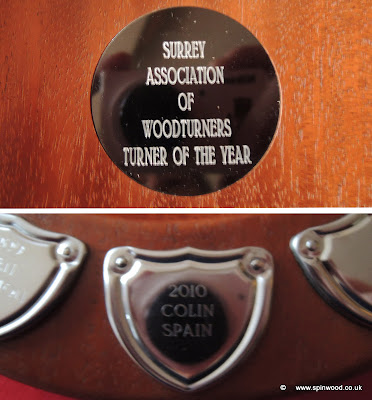 SURREY
ASSOCIATION
OF
WOODTURNERS
TURNER OF THE YEAR
2010
COLIN
SPAIN
© www.spinwood.co.uk